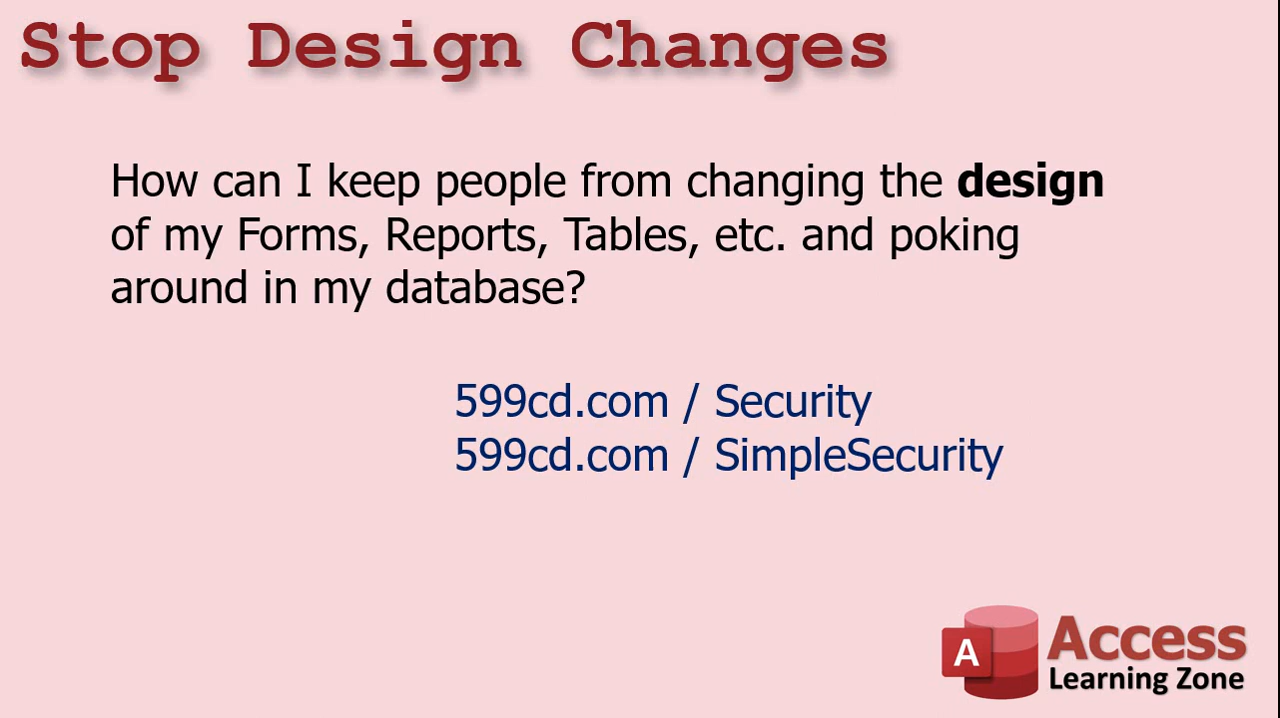 Stop Design Changes
How can I keep people from changing the design
of my Forms, Reports, Tables, etc. and poking
around in my database?
599cd.com / Security
599cd.com / SimpleSecurity
A
Access
Learning Zone